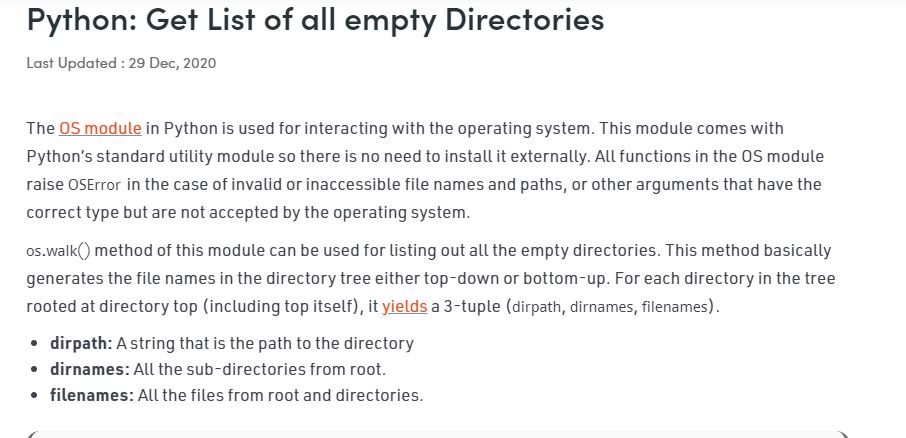 Python: Get List of all empty Directories
Last Updated : 29 Dec, 2020
The OS module in Python is used for interacting with the operating system. This module comes with
Python's standard utility module so there is no need to install it externally. All functions in the OS module
raise OSError in the case of invalid or inaccessible file names and paths, or other arguments that have the
correct type but are not accepted by the operating system.
os.walk() method of this module can be used for listing out all the empty directories. This method basically
generates the file names in the directory tree either top-down or bottom-up. For each directory in the tree
rooted at directory top (including top itself), it yields a 3-tuple (dirpath, dirnames, filenames).
• dirpath: A string that is the path to the directory
• dirnames: All the sub-directories from root.
• filenames: All the files from root and directories.